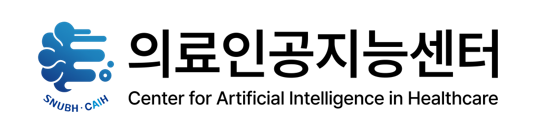 의료인공지능센터
Center for Artificial Intelligence in Healthcare
SNUBH · CAIH